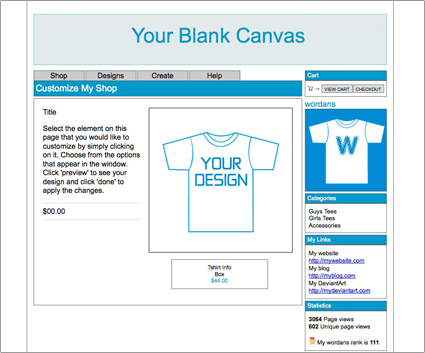 Your Blank Canvas
Shop Designs Create Help
Customize My Shop
Title
Select the element on this
page that you would like to
customize by simply clicking
on it. Choose from the options
that appear in the window.
Click 'preview' to see your
design and click 'done' to
apply the changes.
$00.00
YOUR
DESIGN
Tshirt Info
Box
$44.00
Cart
VIEW CART CHECKOUT
wordans
W
Categories
Guys Tees
Girls Tees
Accessories
My Links
My website
http://mywebsite.com
My blog
http://myblog.com
My DeviantArt
http://mydeviantart.com
Statistics
3064 Page views
602 Unique page views
My wordans rank is 111